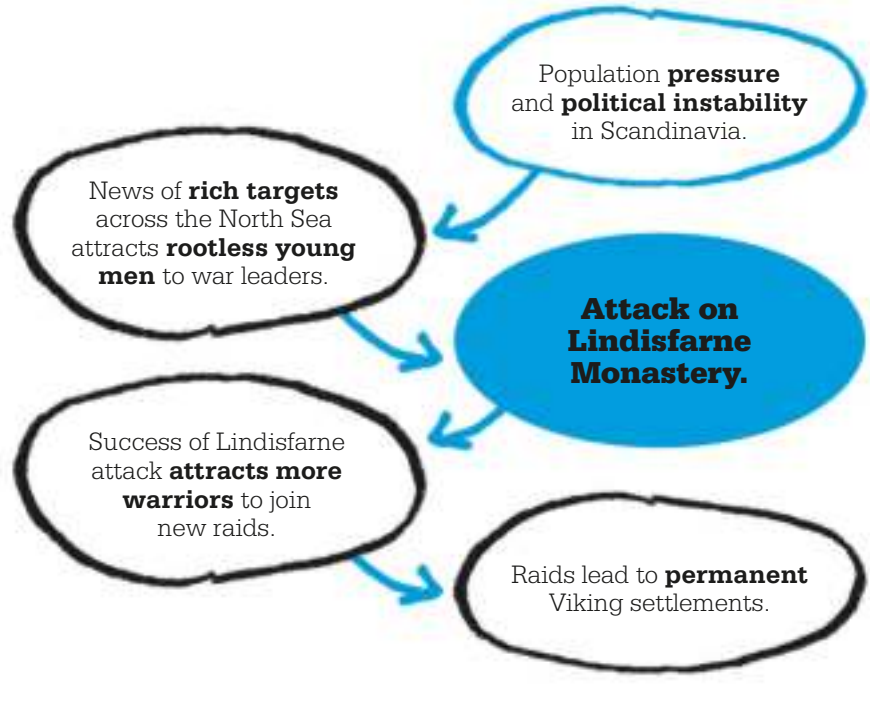 Population pressure
and political instability
in Scandinavia.
News of rich targets
across the North Sea
attracts rootless young
men to war leaders.
Attack on
Lindisfarne
Monastery.
Success of Lindisfarne
attack attracts more
warriors to join
new raids.
Raids lead to permanent
Viking settlements.